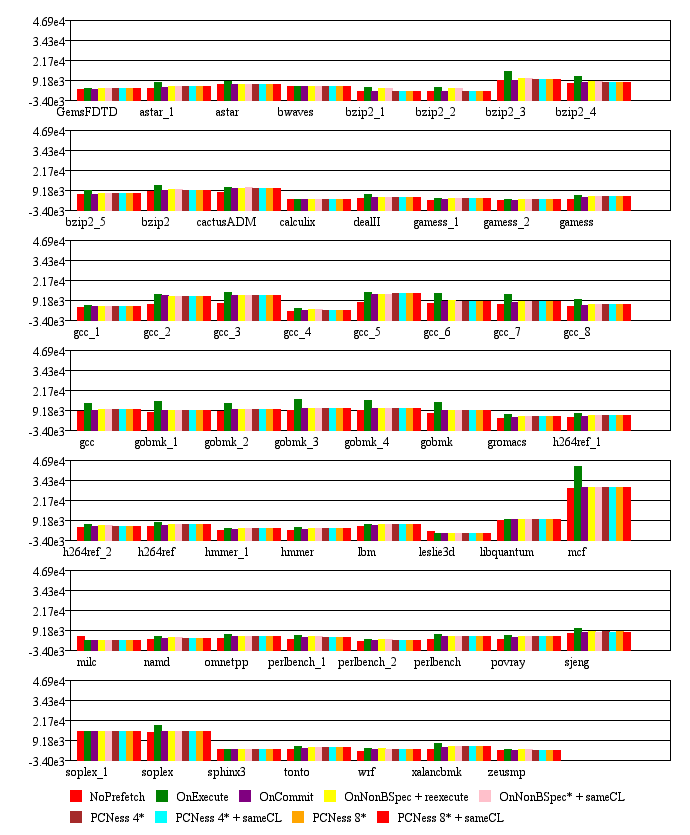 4.69e4
3.43e4
2.17e4
9.18e3
-3.40e3
GemsFDTD astar_1 astar bwaves bzip2_1 bzip2_2 bzip2_3 bzip2_4
4.69e4
3.43e4
2.17e4
9.18e3
-3.40e3
bzip2_5 bzip2 cactusADM calculix dealII gamess_1 gamess_2 gamess
4.69e4
3.43e4
2.17e4
9.18e3
-3.40e3
gcc_1 gcc_2 gcc_3 gcc_4 gcc_5 gcc_6 gcc_7 gcc_8
4.69e4
3.43e4
2.17e4
9.18e3
-3.40e3
gcc gobmk_1 gobmk_2 gobmk_3 gobmk_4 gobmk gromacs h264ref_1
4.69e4
3.43e4
2.17e4
9.18e3
-3.40e3
h264ref_2 h264ref hmmer_1 hmmer lbm leslie3d libquantum mcf
4.69e4
3.43e4
2.17e4
9.18e3
-3.40e3
milc namd omnetpp perlbench_1 perlbench_2 perlbench povray sjeng
4.69e4
3.43e4
2.17e4
9.18e3
-3.40e3
soplex_1 soplex sphinx3 tonto wrf xalancbmk zeusmp
NoPrefetch OnExecute OnCommit OnNonBSpec + reexecute OnNonBSpec* + sameCL
PCNess 4* PCNess 4* + sameCL PCNess 8* PCNess 8* + sameCL